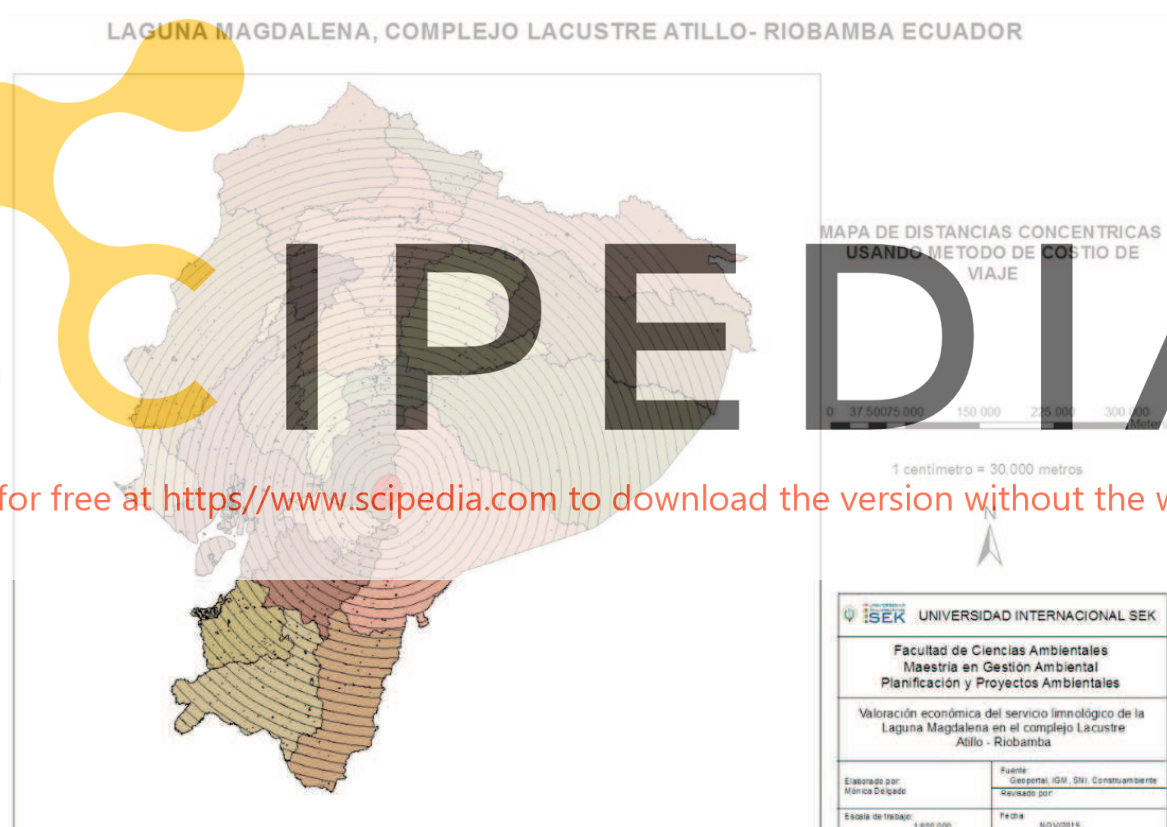 LAGUNA MAGDALENA, COMPLEJO LACUSTRE ATILLO- RIOBAMBA ECUADOR
MAPA DE DISTANCIAS CONCENTRICAS
USANDO METODO DE COSTIO DE
VIAJE
CIPEDIA
0 37.50075.000 150.000 225.000 300.000
Meters
1 centímetro = 30.000 metros
for free at https//www.scipedia.com to download the version without the w
N
SEK UNIVERSIDAD INTERNACIONAL SEK
Facultad de Ciencias Ambientales
Maestría en Gestión Ambiental
Planificación y Proyectos Ambientales
Valoración económica del servicio limnológico de la
Laguna Magdalena en el complejo Lacustre
Atillo - Riobamba
Elaborado por:
Mónica Delgado
Fuente:
Geoportal, IGM, SNI, Construambiente
Revisado por:
Escala de trabajo:
Fecha:
NOV/2015